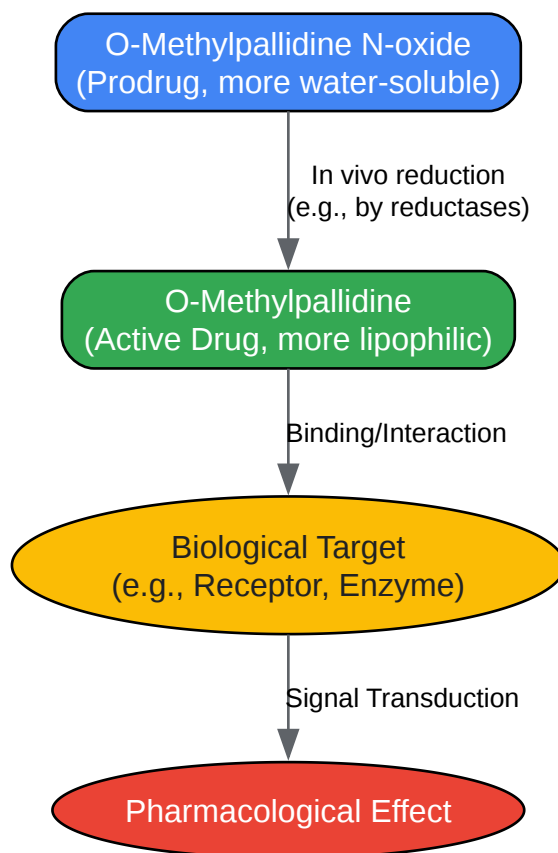 O-Methylpallidine N-oxide
(Prodrug, more water-soluble)
In vivo reduction
(e.g., by reductases)
O-Methylpallidine
(Active Drug, more lipophilic)
Binding/Interaction
Biological Target
(e.g., Receptor, Enzyme)
Signal Transduction
Pharmacological Effect